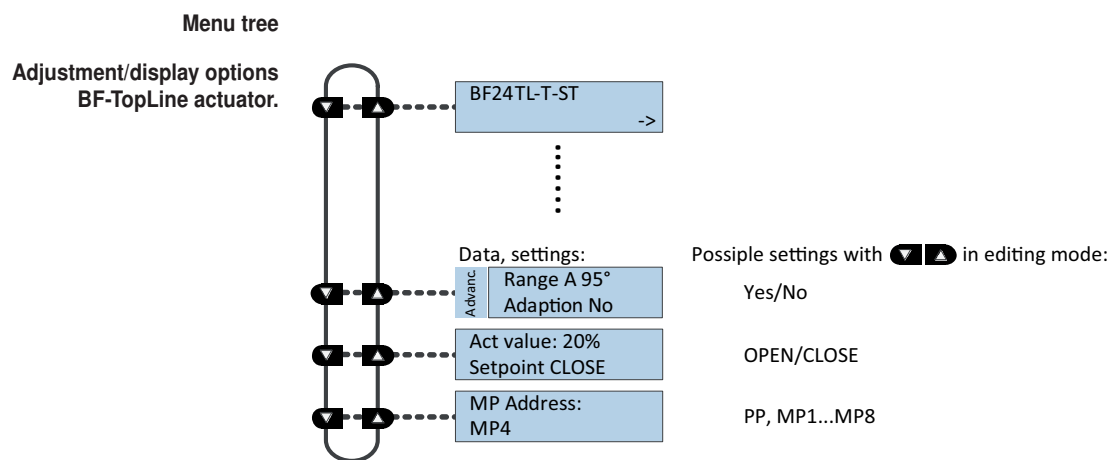 Menu tree
Adjustment/display options
BF-TopLine actuator.
BF24TL-T-ST
->
Data, settings:
Possiple settings with in editing mode:
Advanc.
Range A 95°
Adaption No
Yes/No
Act value: 20%
Setpoint CLOSE
OPEN/CLOSE
MP Address:
MP4
PP, MP1...MP8